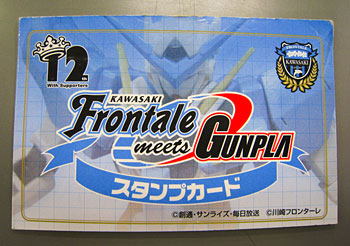 12th
With Supporters
KAWASAKI
KAWASAKI
Frontale
meets GUNPLA
スタンプカード
©創通・サンライズ・毎日放送 ©川崎フロンターレ